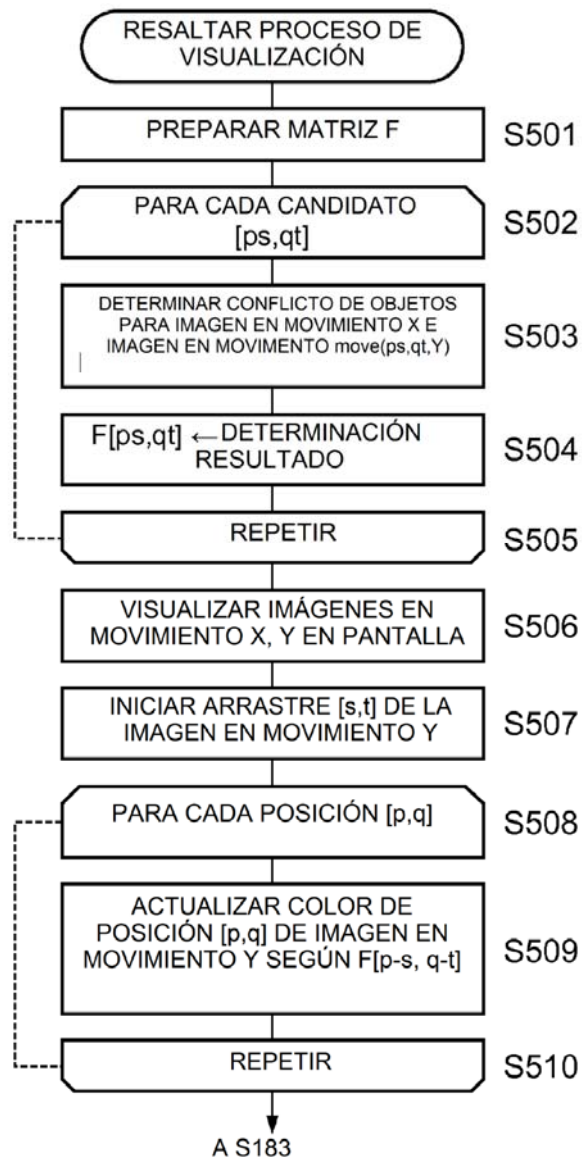 RESALTAR PROCESO DE
VISUALIZACIÓN
PREPARAR MATRIZ F
S501
PARA CADA CANDIDATO
[ps,qt]
S502
DETERMINAR CONFLICTO DE OBJETOS
PARA IMAGEN EN MOVIMIENTO X E
IMAGEN EN MOVIMENTO move(ps,qt,Y)
S503
F[ps,qt] ←DETERMINACIÓN
RESULTADO
S504
REPETIR
S505
VISUALIZAR IMÁGENES EN
MOVIMIENTO X, Y EN PANTALLA
S506
INICIAR ARRASTRE [s,t] DE LA
IMAGEN EN MOVIMIENTO Y
S507
PARA CADA POSICIÓN [p,q]
S508
ACTUALIZAR COLOR DE
POSICIÓN [p,q] DE IMAGEN EN
MOVIMIENTO Y SEGÚN F[p-s, q-t]
S509
REPETIR
S510
A S183